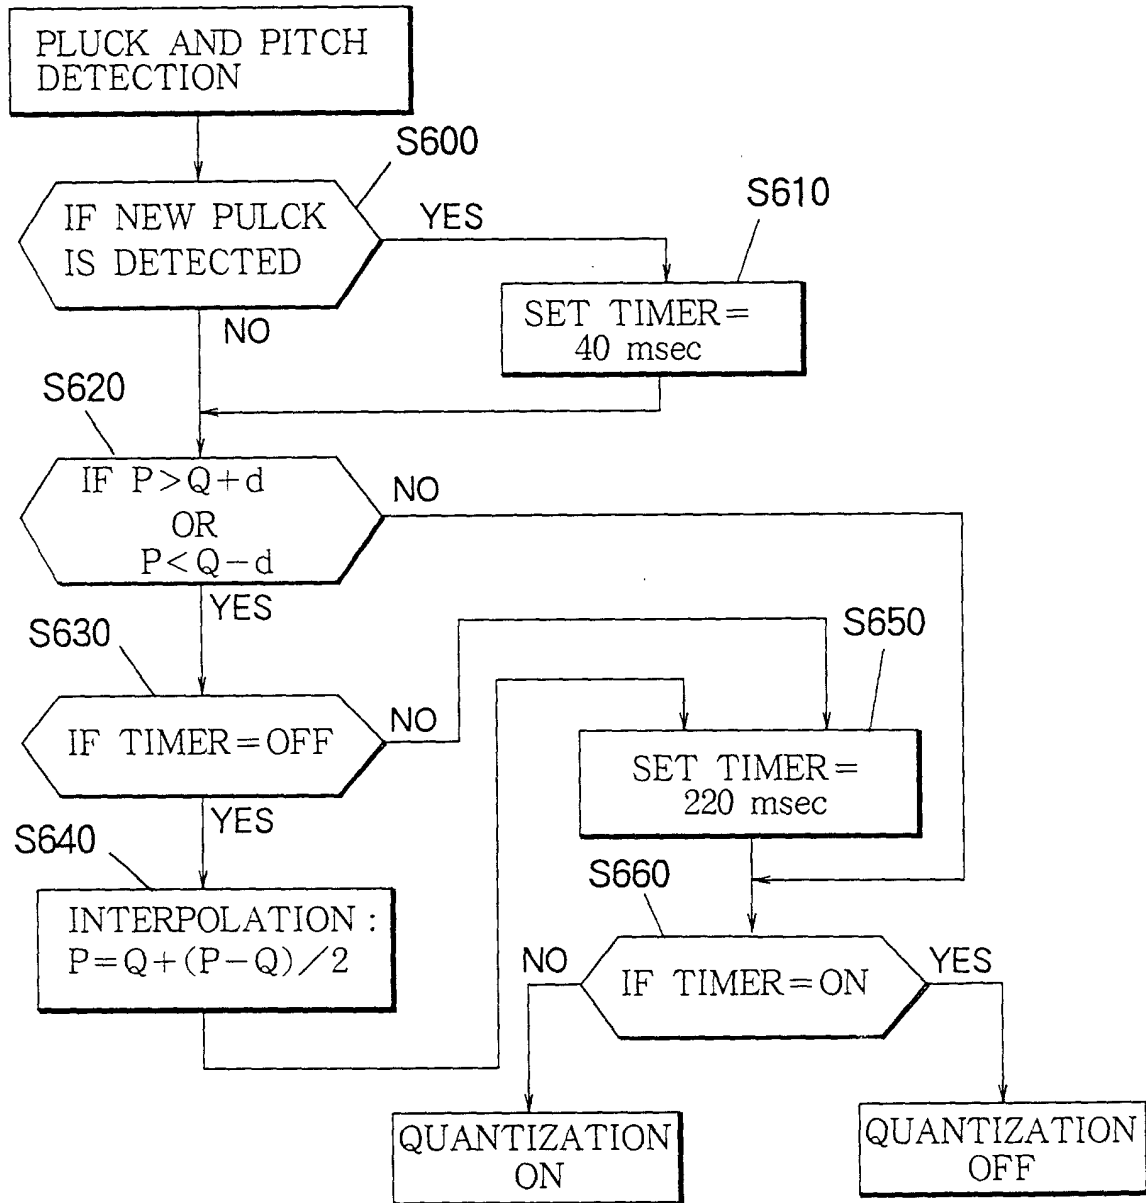 PLUCK AND PITCH
DETECTION
S600
IF NEW PULCK
IS DETECTED
YES
NO
S610
SET TIMER=
40 msec
S620
IF P>Q+d
OR
P<Q−d
NO
YES
S630
IF TIMER=OFF
NO
YES
S640
INTERPOLATION:
P=Q+(P−Q)/2
S650
SET TIMER=
220 msec
S660
IF TIMER=ON
NO
YES
QUANTIZATION
ON
QUANTIZATION
OFF